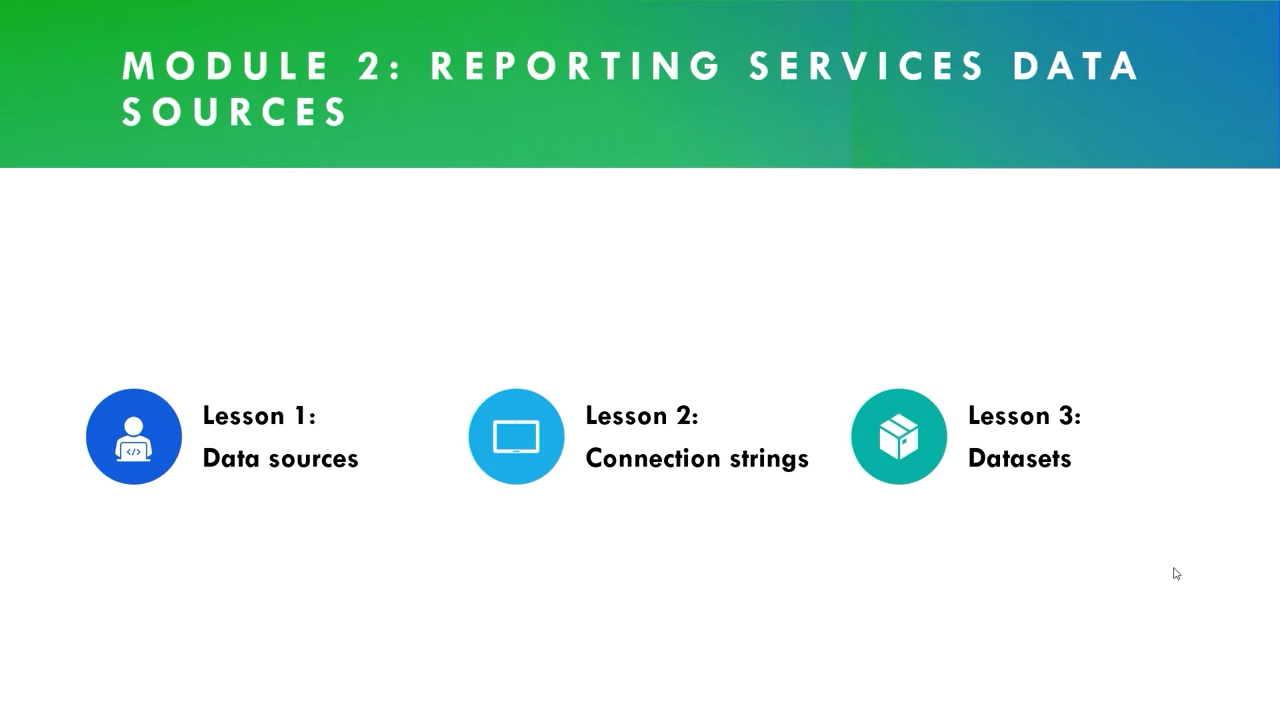 MODULE 2: REPORTING SERVICES DATA
SOURCES
Lesson 1:
Data sources
Lesson 2:
Connection strings
Lesson 3:
Datasets